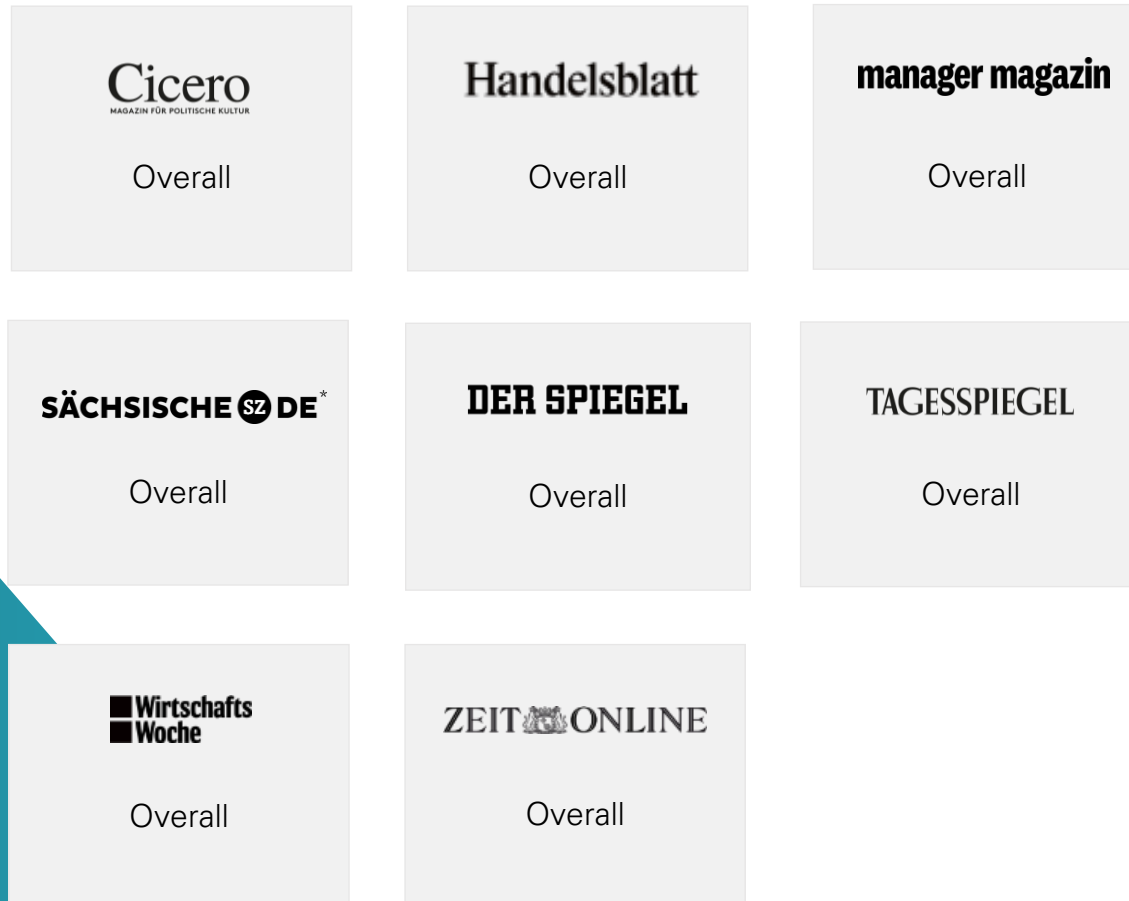 Cicero
MAGAZIN FÜR POLITISCHE KULTUR
Overall
Handelsblatt
Overall
manager magazin
Overall
SÄCHSISCHE SZ DE*
Overall
DER SPIEGEL
Overall
TAGESSPIEGEL
Overall
Wirtschafts
Woche
Overall
ZEIT ONLINE
Overall